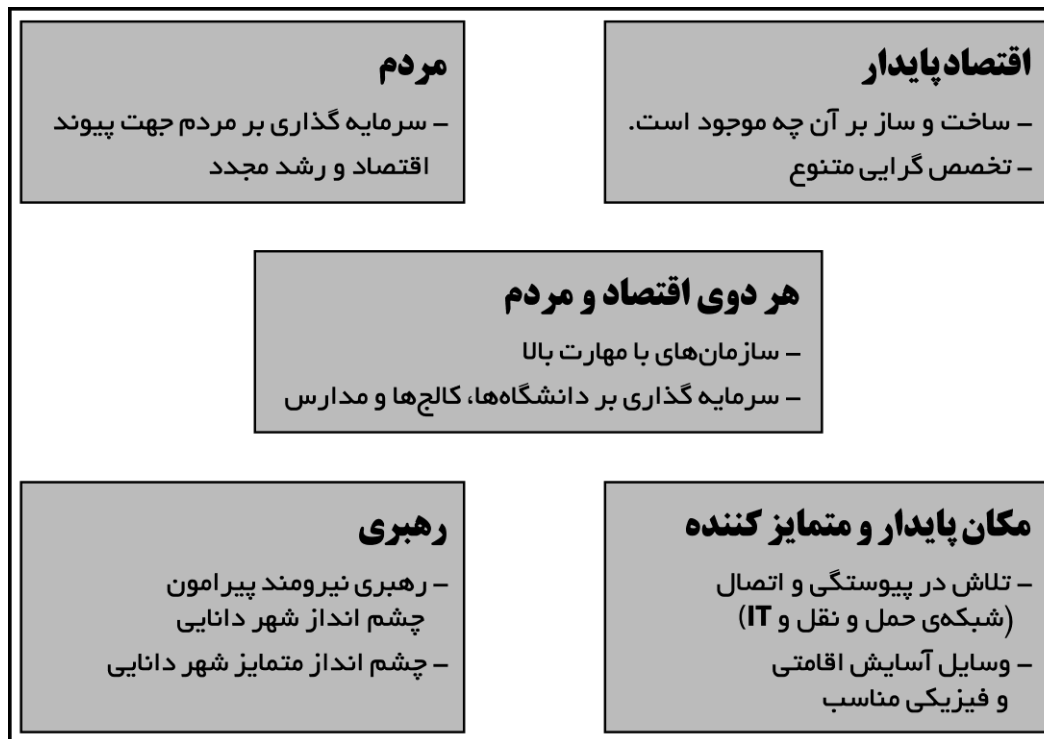 اقتصاد پایدار
– ساخت و ساز بر آن چه موجود است.
– تخصص گرایی متنوع
مردم
– سرمایه گذاری بر مردم جهت پیوند
اقتصاد و رشد مجدد
هر دوی اقتصاد و مردم
– سازمان‌های با مهارت بالا
– سرمایه گذاری بر دانشگاه‌ها، کالج‌ها و مدارس
مکان پایدار و متمایز کننده
– تلاش در پیوستگی و اتصال
(شبکه‌ی حمل و نقل و IT)
– وسایل آسایش اقامتی
و فیزیکی مناسب
رهبری
– رهبری نیرومند پیرامون
چشم انداز شهر دانایی
– چشم انداز متمایز شهر دانایی